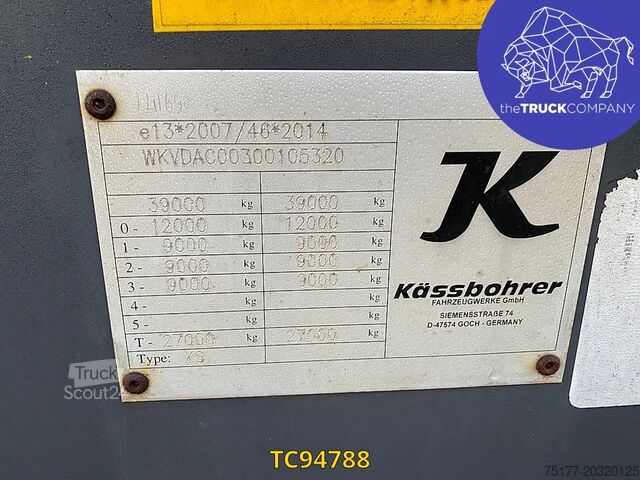 theTRUCKCOMPANY
e13*2007/46*2014
WKVDAC00300105320
39000 kg 39000 kg
0- 12000 kg 12000 kg
1- 9000 kg 9000 kg
2- 9000 kg 9000 kg
3- 9000 kg 9000 kg
4- kg kg
5- kg kg
T- 27000 kg 27000 kg
Type: XS
K
Kässbohrer
FAHRZEUGWERKE GmbH
SIEMENSSTRAßE 74
D-47574 GOCH - GERMANY
Truck
Scout24
TC94788
75177-20320125